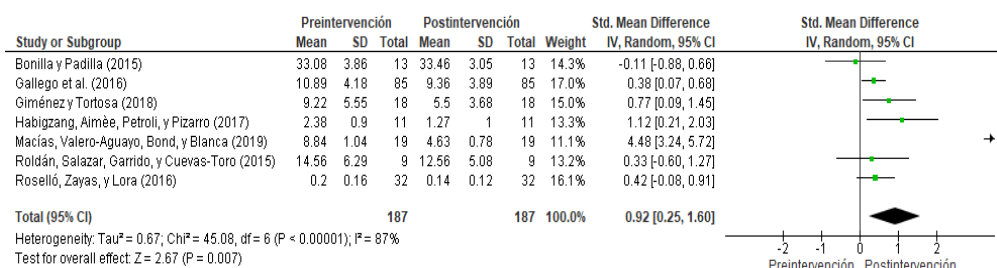 Preintervención Postintervención Std. Mean Difference Std. Mean Difference
Study or Subgroup Mean SD Total Mean SD Total Weight IV, Random, 95% CI IV, Random, 95% CI
Bonilla y Padilla (2015) 33.08 3.86 13 33.46 3.05 13 14.3% -0.11 [-0.88, 0.66]
Gallego et al. (2016) 10.89 4.18 85 9.36 3.89 85 17.0% 0.38 [0.07, 0.68]
Giménez y Tortosa (2018) 9.22 5.55 18 5.5 3.68 18 15.0% 0.77 [0.09, 1.45]
Habigzang, Aimèe, Petroli, y Pizarro (2017) 2.38 0.9 11 1.27 1 11 11.1% 1.12 [0.21, 2.03]
Macías, Valero-Aguayo, Bond, y Blanca (2019) 8.84 1.04 19 4.63 0.78 19 10.6% 4.48 [3.24, 5.72]
Roldán, Salazar, Garrido, y Cuevas-Toro (2015) 14.56 6.29 9 12.56 5.08 9 13.2% 0.33 [-0.60, 1.27]
Roselló, Zayas, y Lora (2016) 0.2 0.16 32 0.14 0.12 32 16.1% 0.42 [-0.08, 0.91]
Total (95% CI) 187 187 100.0% 0.92 [0.25, 1.60]
Heterogeneity: Tau² = 0.67; Chi² = 45.08, df = 6 (P < 0.00001); I² = 87%
Test for overall effect: Z = 2.67 (P = 0.007)
-2 -1 0 1 2
Preintervención Postintervención